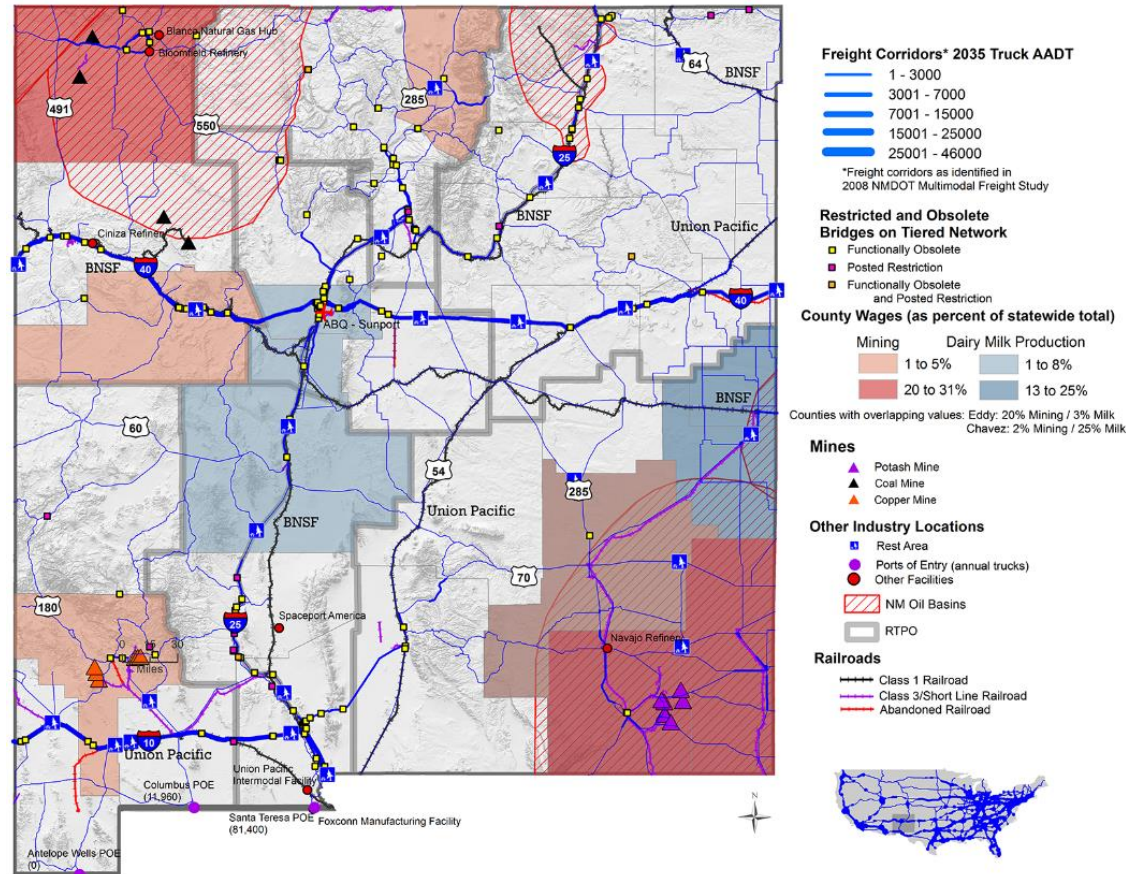 Blanco Natural Gas Hub
Bloomfield Refinery
491
550
285
64
BNSF
25
BNSF
Union Pacific
Ciniza Refinery
BNSF
40
40
ABQ - Sunport
BNSF
60
54
285
BNSF
Union Pacific
70
180
25
Spaceport America
Navajo Refinery
0 15 30
Miles
10
Union Pacific
Union Pacific
Intermodal Facility
Columbus POE
(11,960)
Santa Teresa POE
(81,400)
Foxconn Manufacturing Facility
Antelope Wells POE
(0)
Freight Corridors* 2035 Truck AADT
1 - 3000
3001 - 7000
7001 - 15000
15001 - 25000
25001 - 46000
*Freight corridors as identified in
2008 NMDOT Multimodal Freight Study
Restricted and Obsolete
Bridges on Tiered Network
Functionally Obsolete
Posted Restriction
Functionally Obsolete
and Posted Restriction
County Wages (as percent of statewide total)
Mining
Dairy Milk Production
1 to 5%
1 to 8%
20 to 31%
13 to 25%
Counties with overlapping values: Eddy: 20% Mining / 3% Milk
Chavez: 2% Mining / 25% Milk
Mines
Potash Mine
Coal Mine
Copper Mine
Other Industry Locations
Rest Area
Ports of Entry (annual trucks)
Other Facilities
NM Oil Basins
RTPO
Railroads
Class 1 Railroad
Class 3/Short Line Railroad
Abandoned Railroad
N